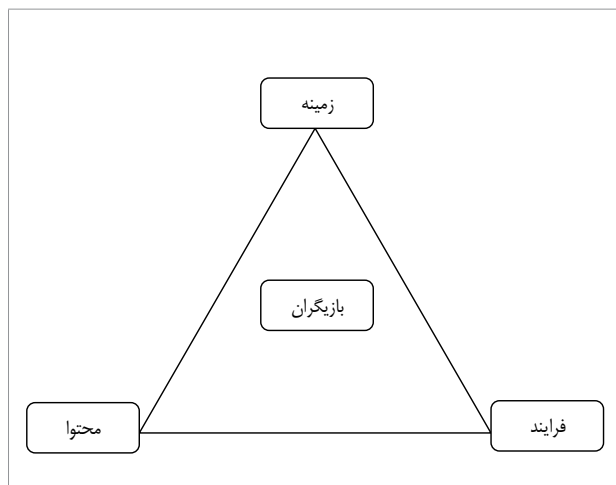 زمینه
بازیگران
فرایند
محتوا